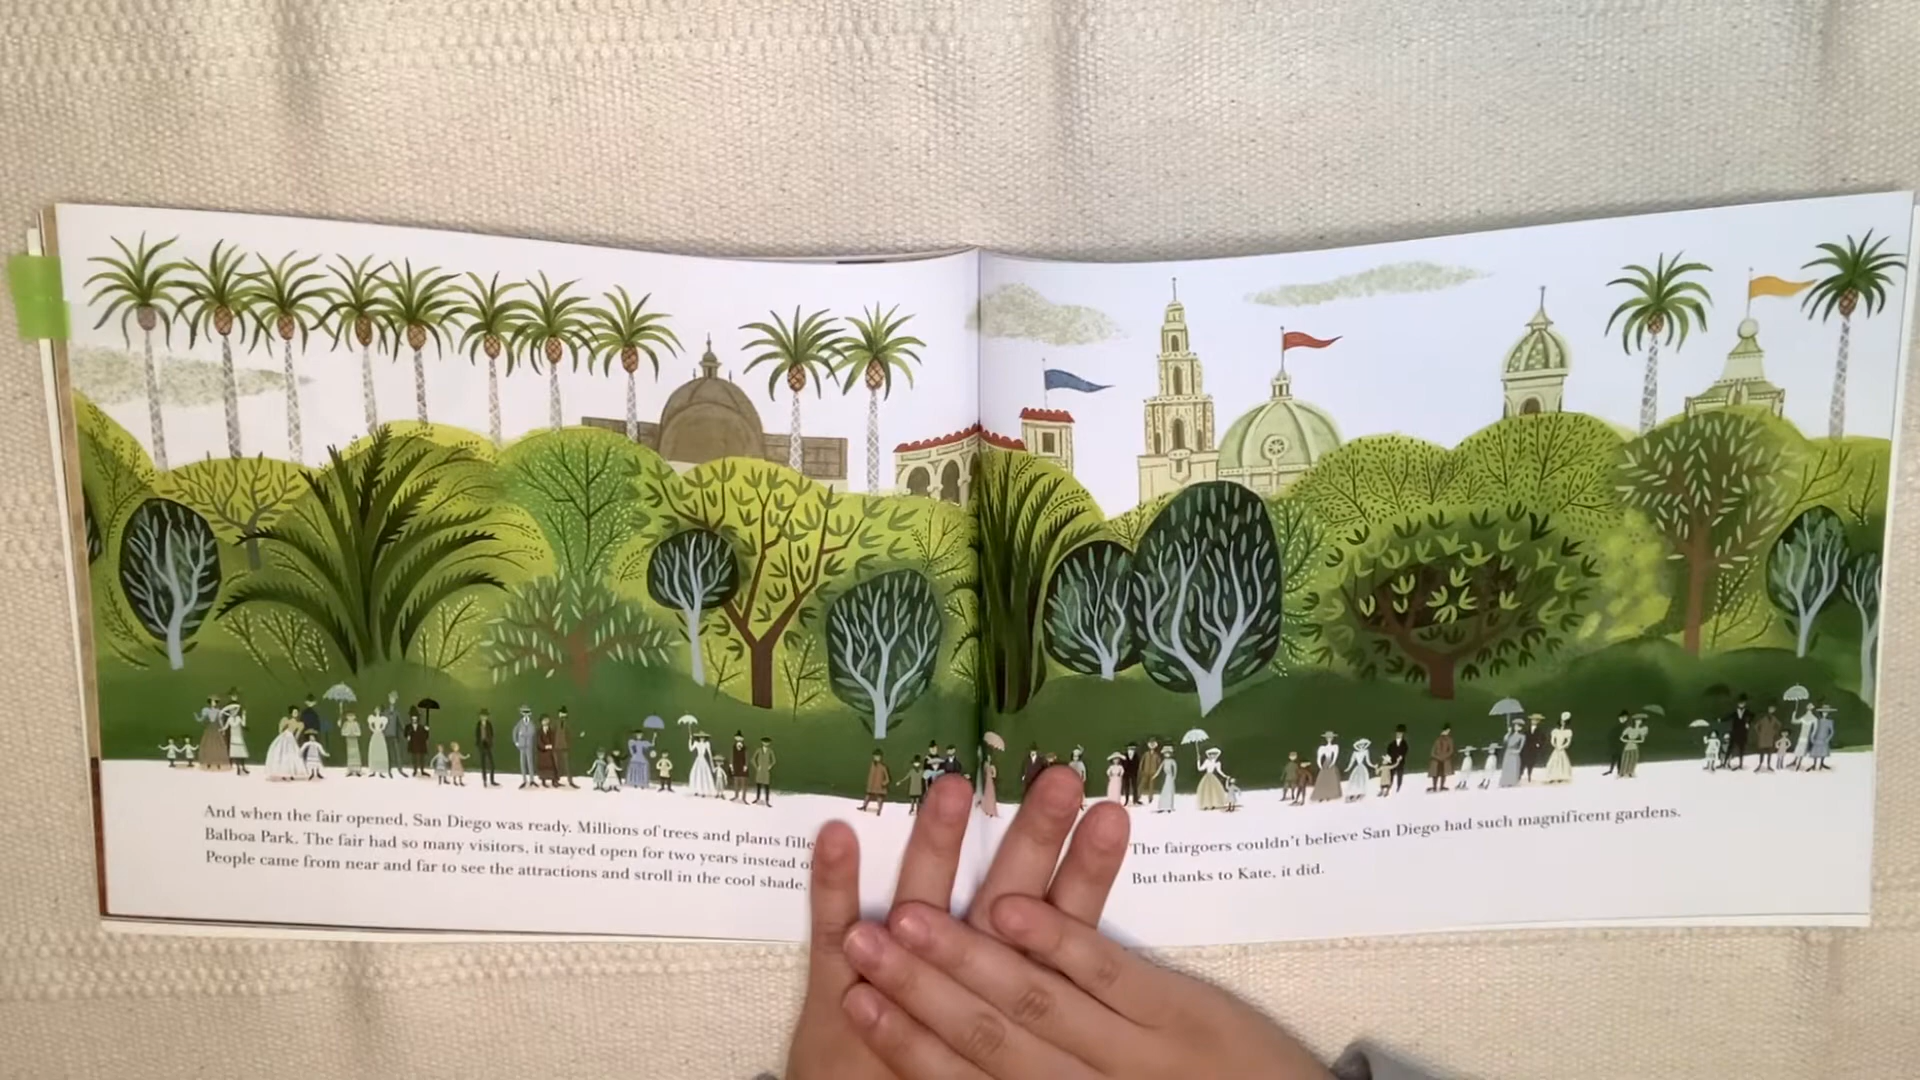 And when the fair opened, San Diego was ready. Millions of trees and plants fille
Balboa Park. The fair had so many visitors, it stayed open for two years instead o
People came from near and far to see the attractions and stroll in the cool shade.
The fairgoers couldn't believe San Diego had such magnificent gardens.
But thanks to Kate, it did.